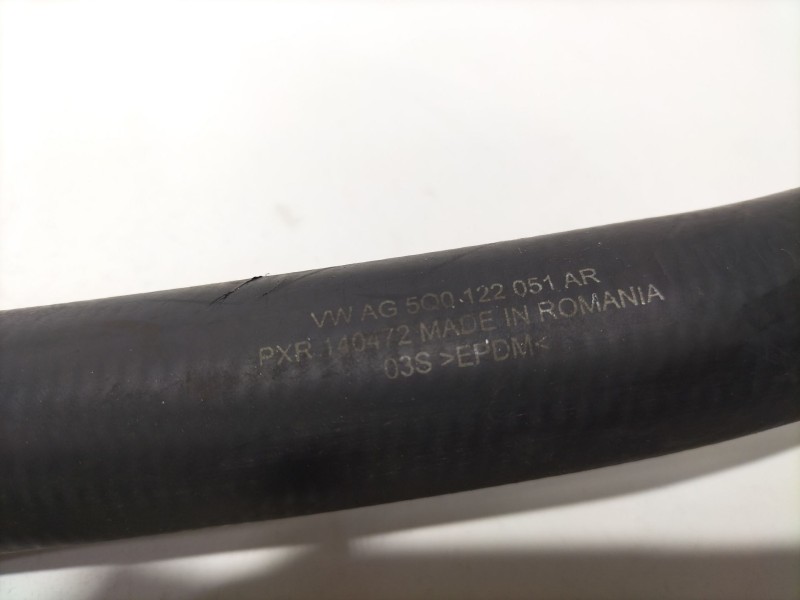 VW AG 5Q0 122 051 AR
PXR 140472 MADE IN ROMANIA
03S >EPDM<